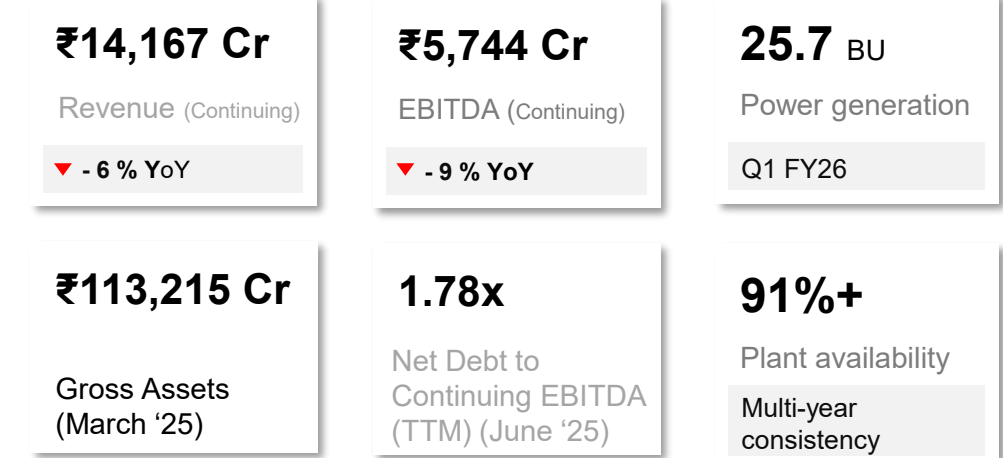 ₹14,167 Cr
Revenue (Continuing)
- 6 % YoY
₹5,744 Cr
EBITDA (Continuing)
- 9 % YoY
25.7 BU
Power generation
Q1 FY26
₹113,215 Cr
Gross Assets
(March ‘25)
1.78x
Net Debt to
Continuing EBITDA
(TTM) (June ‘25)
91%+
Plant availability
Multi-year
consistency